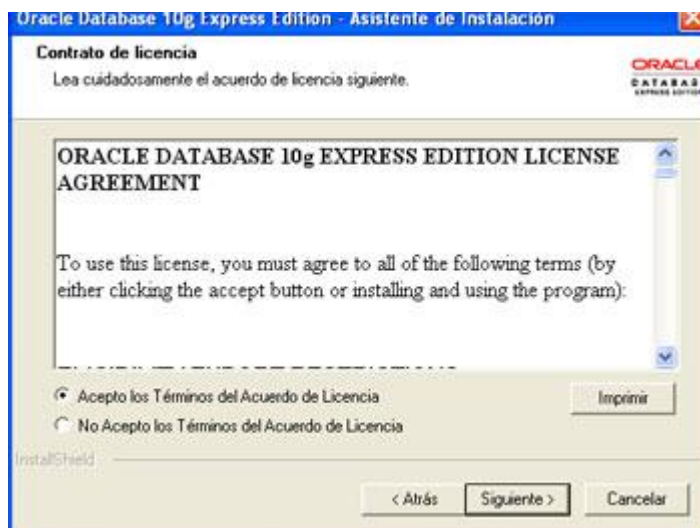 Oracle Database 10g Express Edition - Asistente de Instalación
Contrato de licencia
Lea cuidadosamente el acuerdo de licencia siguiente.
ORACLE
DATABASE
EXPRESS EDITION
ORACLE DATABASE 10g EXPRESS EDITION LICENSE
AGREEMENT
To use this license, you must agree to all of the following terms (by
either clicking the accept button or installing and using the program):
Acepto los Términos del Acuerdo de Licencia
Imprimir
No Acepto los Términos del Acuerdo de Licencia
InstallShield
< Atrás
Siguiente >
Cancelar